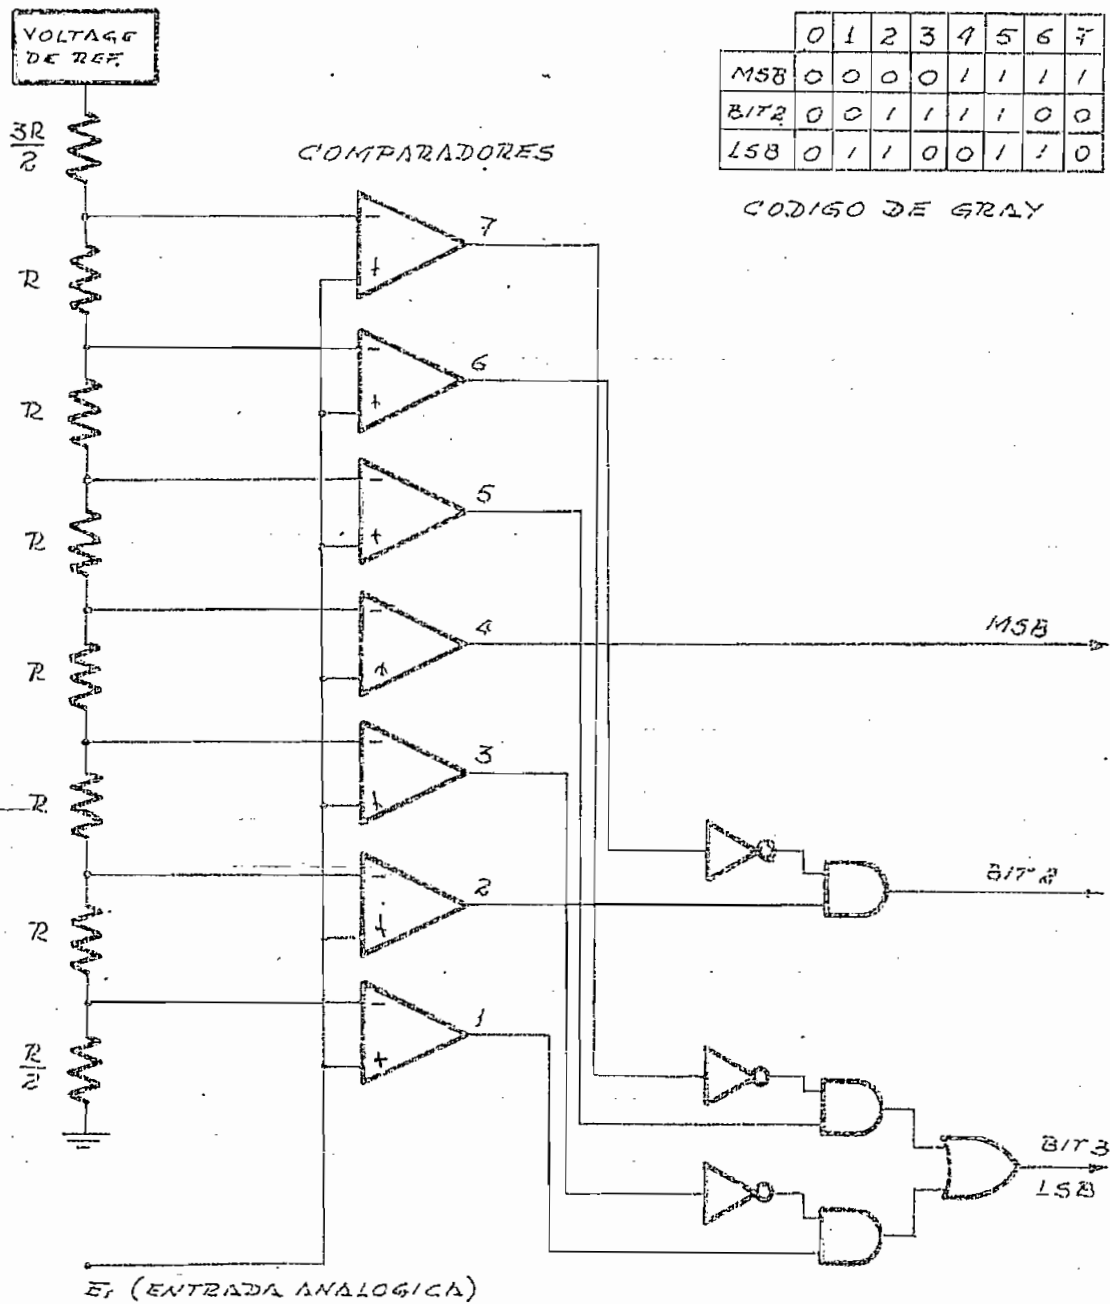 VOLTAGE
DE REF.
0 1 2 3 4 5 6 7
MSB 0 0 0 0 1 1 1 1
BIT2 0 0 1 1 1 1 0 0
LSB 0 1 1 0 0 1 1 0
CODIGO DE GRAY
COMPARADORES
3R
2
R
R
R
R
R
R
R
2
- + 7
- + 6
- + 5
- + 4
- + 3
- + 2
- + 1
MSB
BIT 2
BIT 3
LSB
(ENTRADA ANALOGICA)